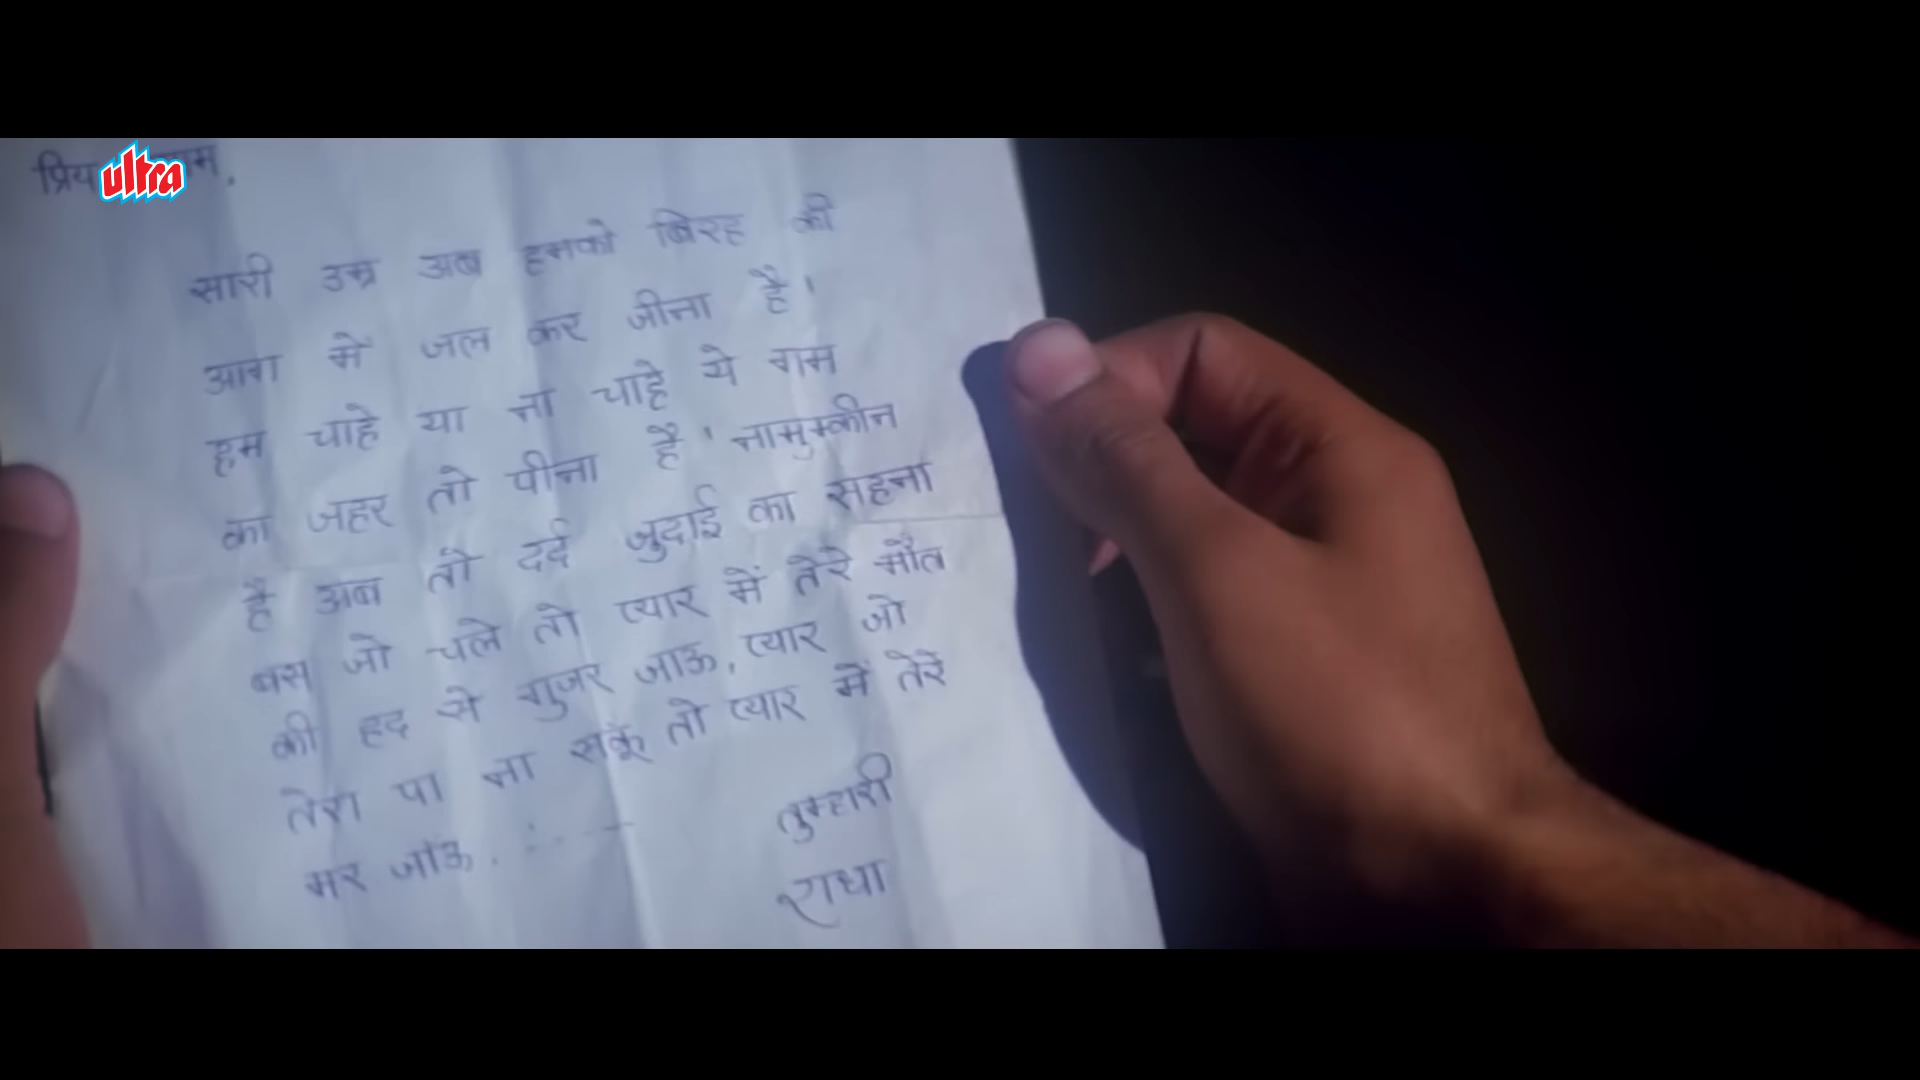 प्रिय
ultra
सारी उम्र अब हमको बिरह की
आग में जल कर जीना है।
हम चाहे या ना चाहे ये गम
का जहर तो पीना है। नामुम्कीन
है अब तो दर्द जुदाई का सहना
बस जो चले तो प्यार में तेरे मौत
की हद से गुजर जाऊ, प्यार जो
तेरा पा ना सकूं तो प्यार में तेरे
मर जाऊ.
तुम्हारी
राधा